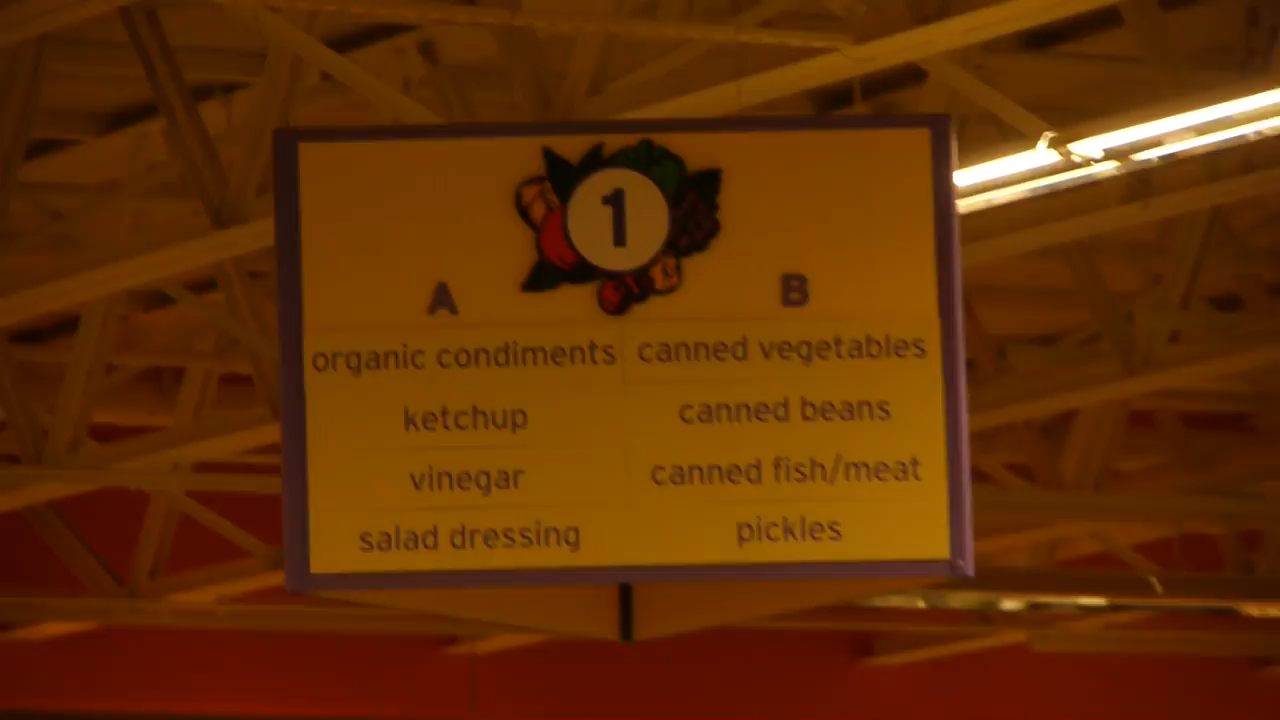 1
A B
organic condiments canned vegetables
ketchup canned beans
vinegar canned fish/meat
salad dressing pickles